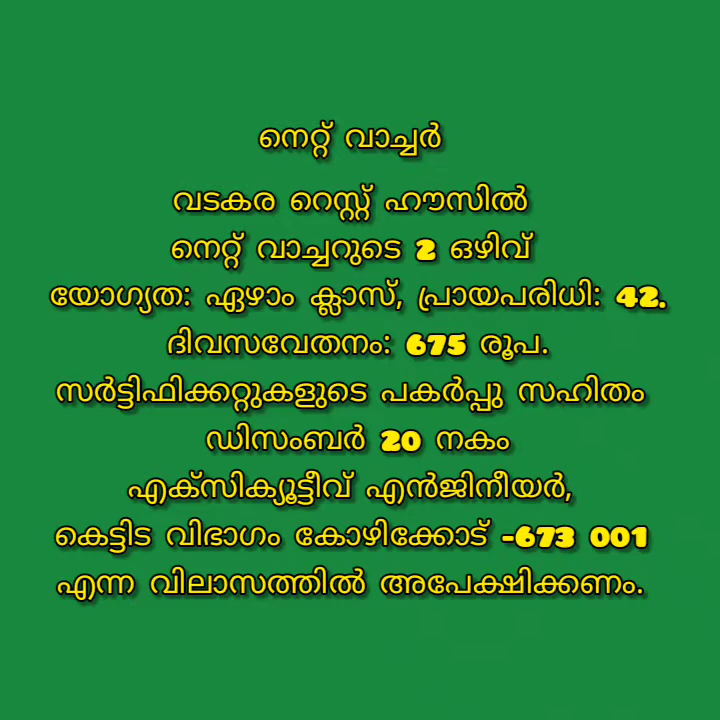 നെറ്റ് വാച്ചർ
വടകര റെസ്റ്റ് ഹൗസിൽ
നെറ്റ് വാച്ചറുടെ 2 ഒഴിവ്
യോഗ്യത: ഏഴാം ക്ലാസ്, പ്രായപരിധി: 42.
ദിവസവേതനം: 675 രൂപ.
സർട്ടിഫിക്കറ്റുകളുടെ പകർപ്പു സഹിതം
ഡിസംബർ 20 നകം
എക്സിക്യൂട്ടീവ് എൻജിനീയർ,
കെട്ടിട വിഭാഗം കോഴിക്കോട് -673 001
എന്ന വിലാസത്തിൽ അപേക്ഷിക്കണം.